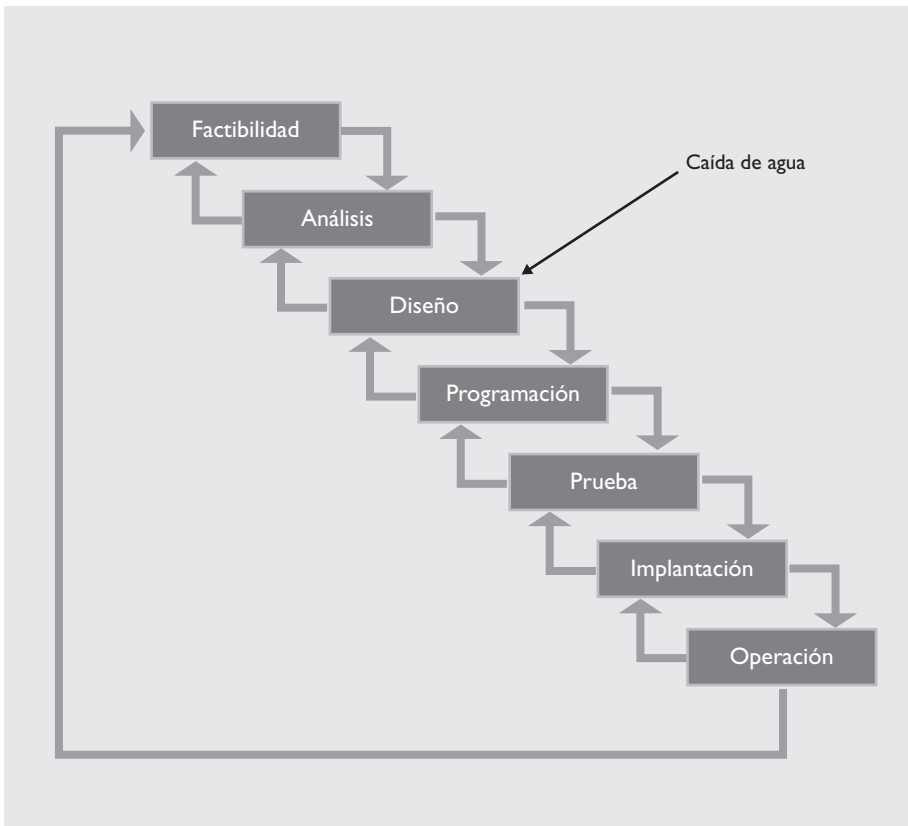 Factibilidad
Caída de agua
Análisis
Diseño
Programación
Prueba
Implantación
Operación